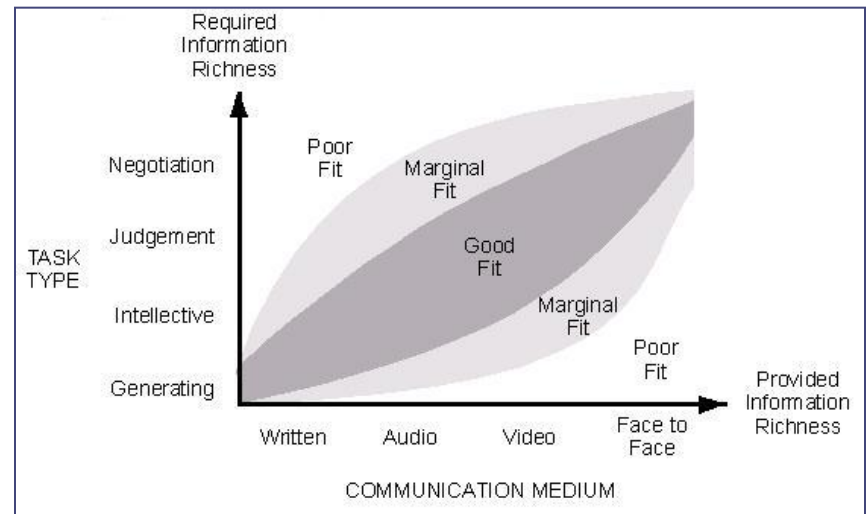 Required
Information
Richness
Negotiation
Poor
Fit
Marginal
Fit
Judgement
TASK
TYPE
Good
Fit
Intellective
Marginal
Fit
Poor
Fit
Generating
Provided
Information
Richness
Written
Audio
Video
Face to
Face
COMMUNICATION MEDIUM